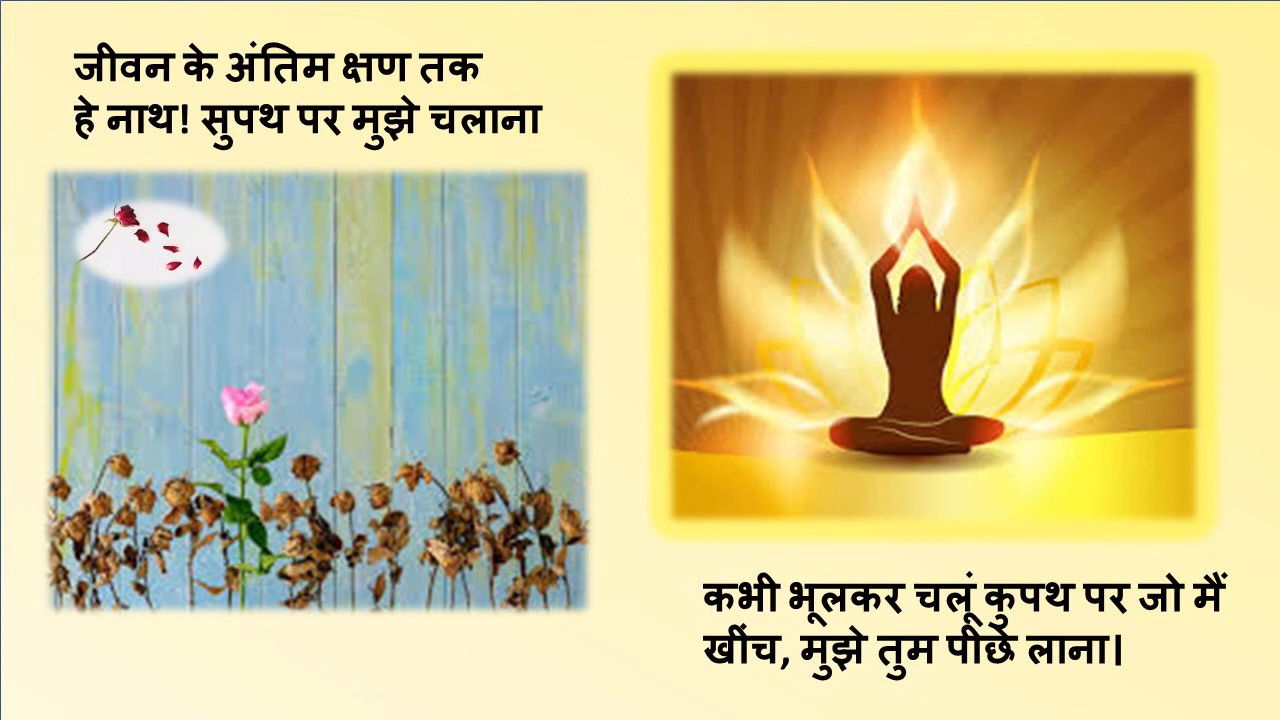 जीवन के अंतिम क्षण तक
हे नाथ! सुपथ पर मुझे चलाना
कभी भूलकर चलूं कुपथ पर जो मैं
खींच, मुझे तुम पीछे लाना।